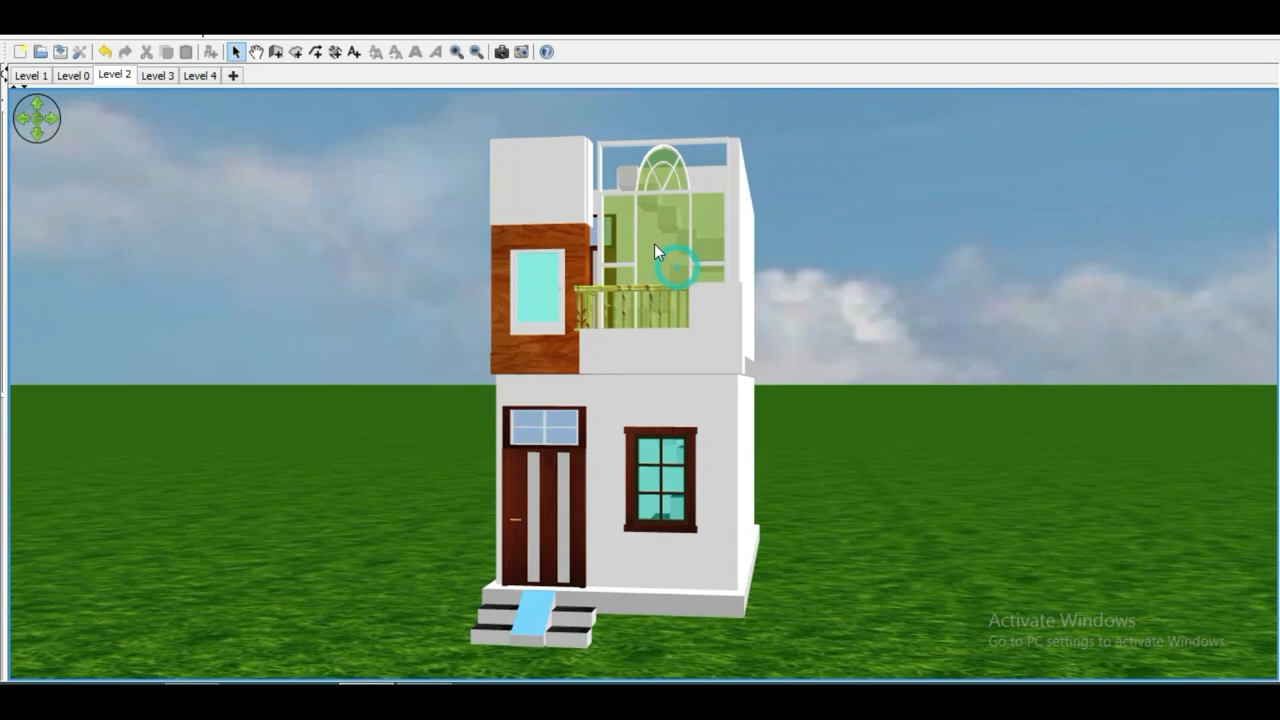 Level 1 Level 0 Level 2 Level 3 Level 4
Activate Windows
Go to PC settings to activate Windows.